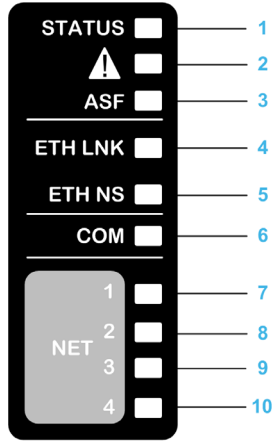 STATUS 1
2
ASF 3
ETH LNK 4
ETH NS 5
COM 6
1 7
2 8
NET
3 9
4 10